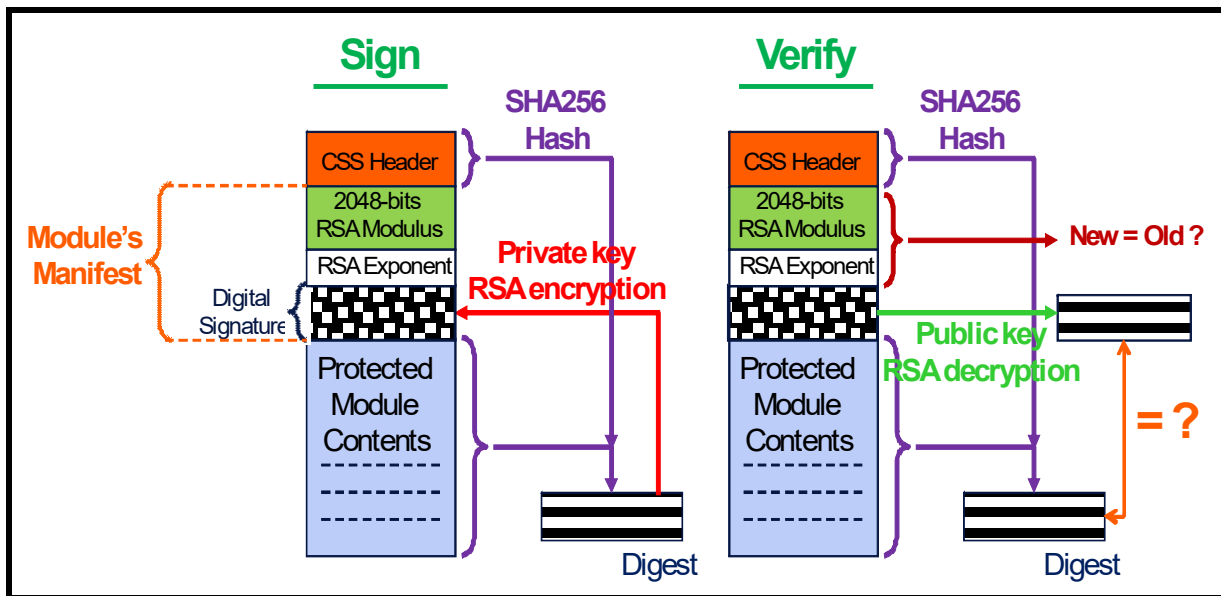 Sign
SHA256
Hash
CSS Header
2048-bits
RSA Modulus
RSA Exponent
Module's
Manifest
Digital
Signature
Private key
RSA encryption
Protected
Module
Contents
Digest
Verify
SHA256
Hash
CSS Header
2048-bits
RSA Modulus
RSA Exponent
New = Old ?
Public key
RSA decryption
Protected
Module
Contents
= ?
Digest